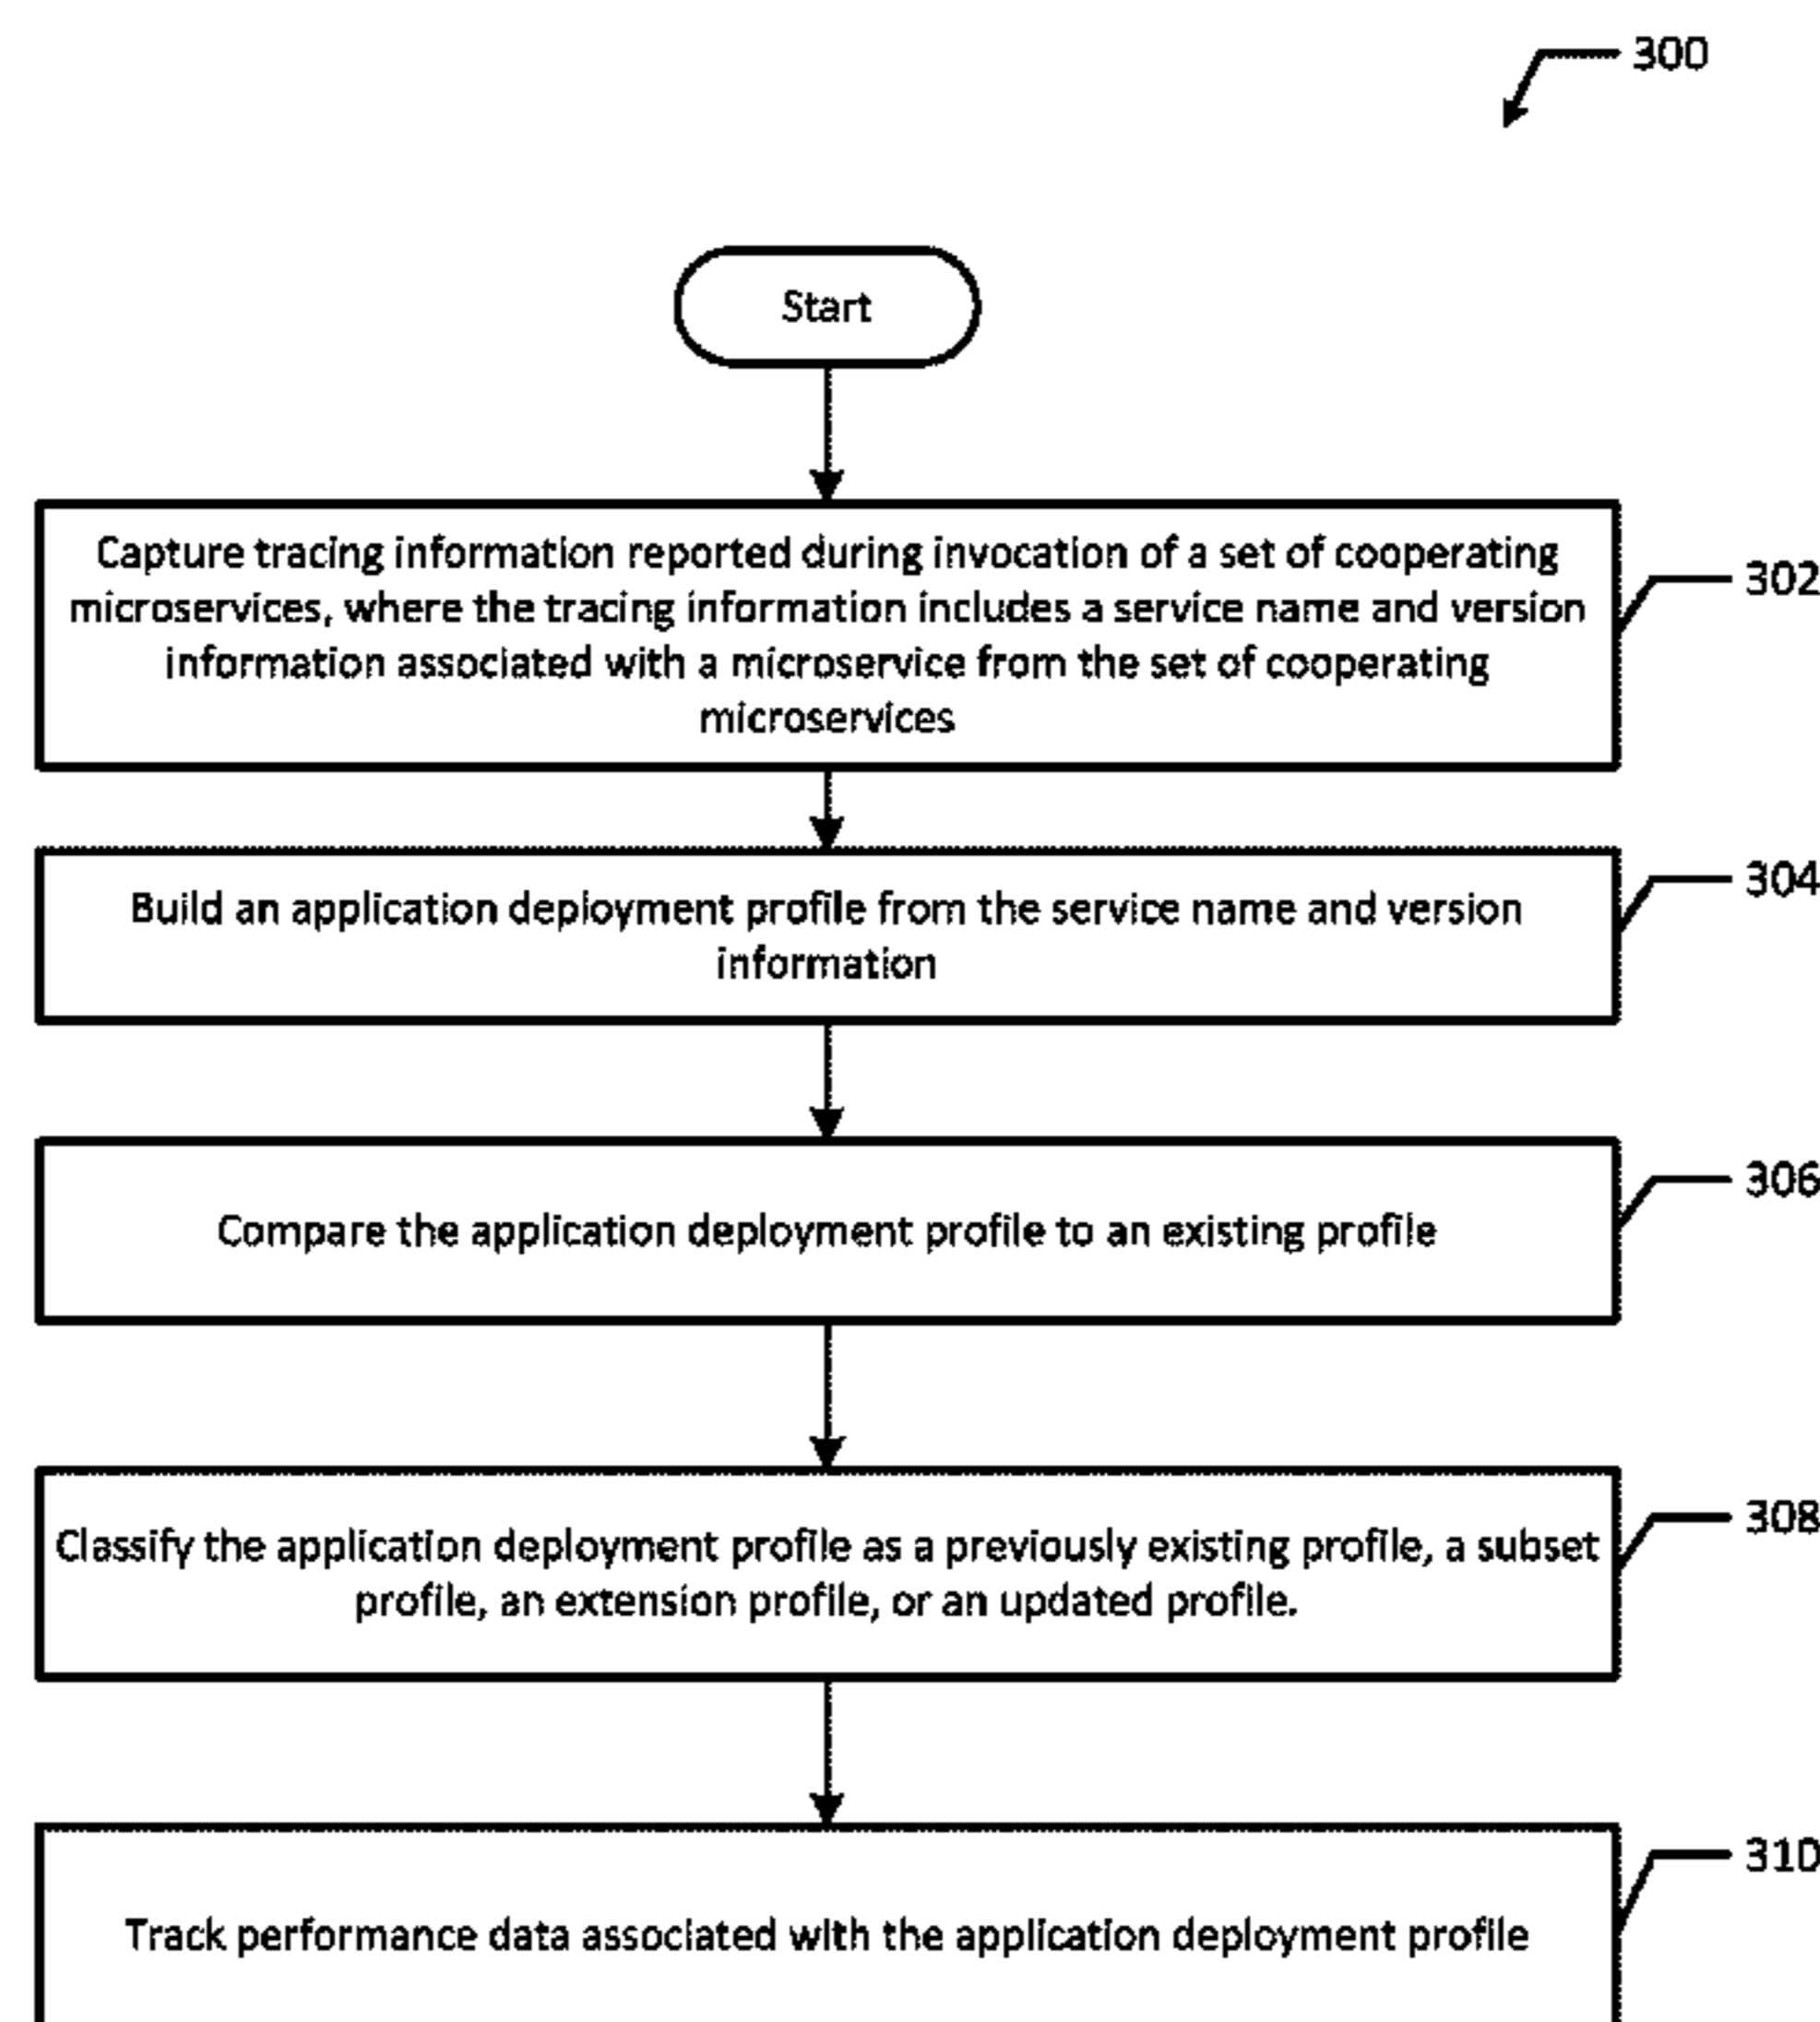 300
Start
Capture tracing information reported during invocation of a set of cooperating
microservices, where the tracing information includes a service name and version
information associated with a microservice from the set of cooperating
microservices
302
Build an application deployment profile from the service name and version
information
304
Compare the application deployment profile to an existing profile
306
Classify the application deployment profile as a previously existing profile, a subset
profile, an extension profile, or an updated profile.
308
Track performance data associated with the application deployment profile
310